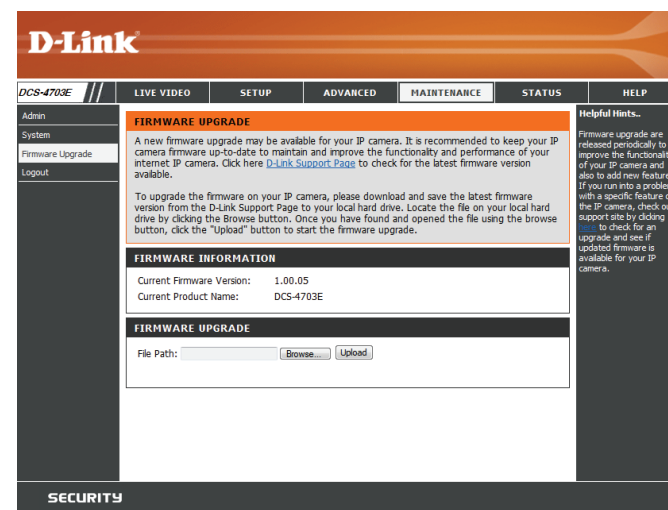 D-Link
DCS-4703E
LIVE VIDEO
SETUP
ADVANCED
MAINTENANCE
STATUS
HELP
Admin
System
Firmware Upgrade
Logout
FIRMWARE UPGRADE
A new firmware upgrade may be available for your IP camera. It is recommended to keep your IP
camera firmware up-to-date to maintain and improve the functionality and performance of your
internet IP camera. Click here D-Link Support Page to check for the latest firmware version
available.
To upgrade the firmware on your IP camera, please download and save the latest firmware
version from the D-Link Support Page to your local hard drive. Locate the file on your local hard
drive by clicking the Browse button. Once you have found and opened the file using the browse
button, click the "Upload" button to start the firmware upgrade.
FIRMWARE INFORMATION
Current Firmware Version: 1.00.05
Current Product Name: DCS-4703E
FIRMWARE UPGRADE
File Path:
Browse...
Upload
Helpful Hints..
Firmware upgrade are
released periodically to
improve the functionalit
of your IP camera and
also to add new feature
If you run into a proble
with a specific feature
the IP camera, check
support site by clicking
here to check for an
upgrade and see if
updated firmware is
available for your IP
camera.
SECURITY